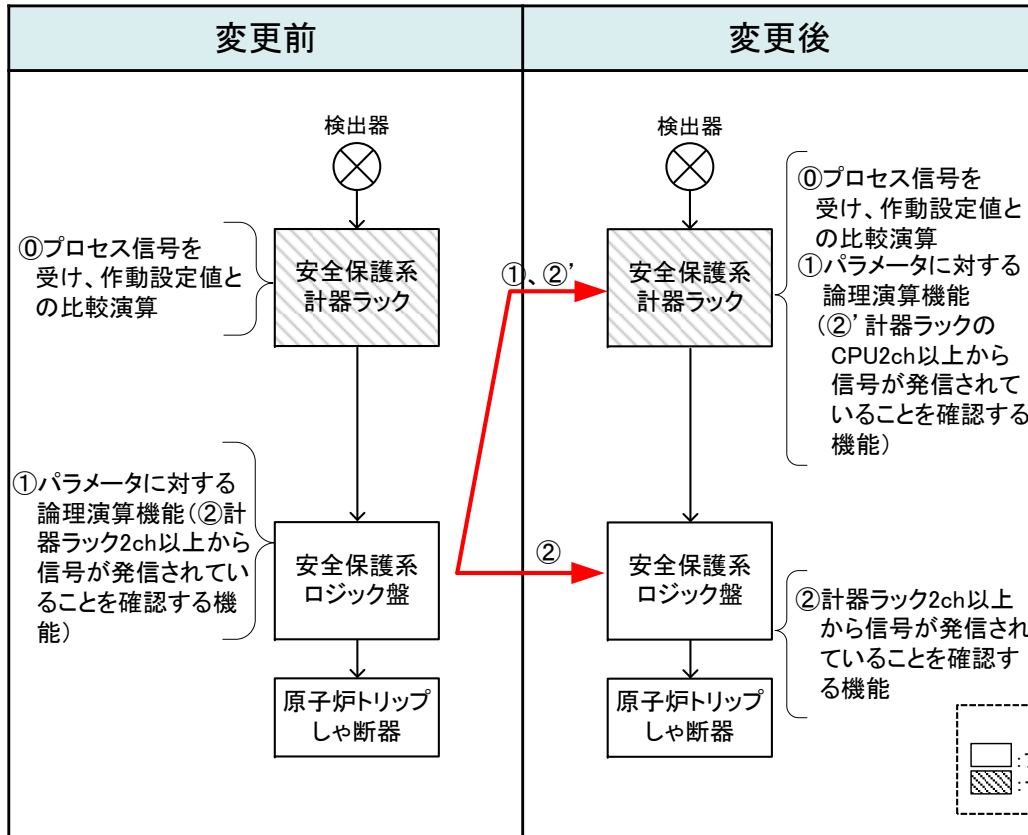 変更前
変更後
検出器
⓪プロセス信号を
受け、作動設定値と
の比較演算
安全保護系
計器ラック
①パラメータに対する
論理演算機能(②計
器ラック2ch以上から
信号が発信されてい
ることを確認する機
能)
安全保護系
ロジック盤
原子炉トリップ
しゃ断器
①、②’
②
検出器
安全保護系
計器ラック
⓪プロセス信号を
受け、作動設定値と
の比較演算
①パラメータに対する
論理演算機能
(②’計器ラックの
CPU2ch以上から
信号が発信されて
いることを確認する
機能)
安全保護系
ロジック盤
②計器ラック2ch以上
から信号が発信され
ていることを確認す
る機能
原子炉トリップ
しゃ断器
:
: